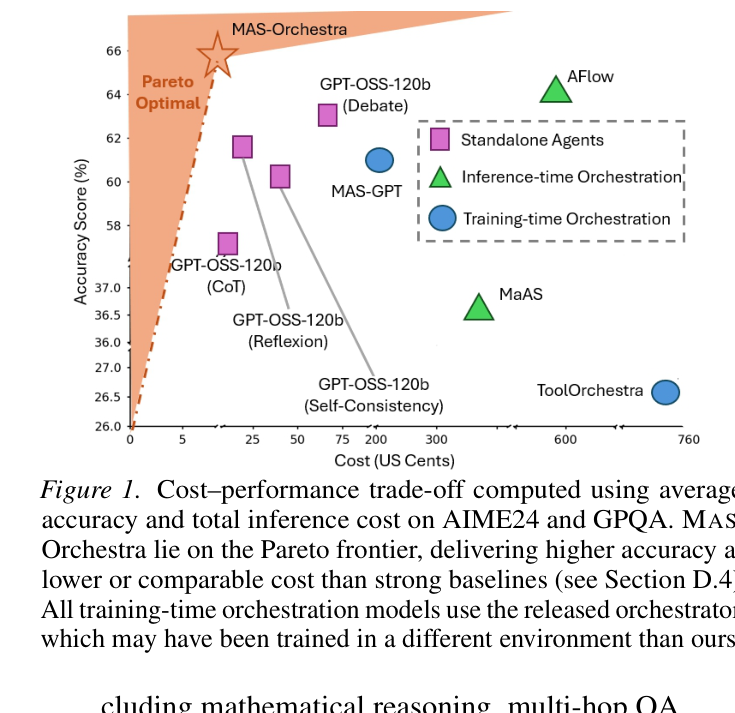 MAS-Orchestra
66
Pareto
Optimal
64
62
60
58
37.0
36.5
36.0
27.0
26.5
26.0
Accuracy Score (%)
GPT-OSS-120b
(Debate)
AFlow
Standalone Agents
Inference-time Orchestration
Training-time Orchestration
MAS-GPT
GPT-OSS-120b
(CoT)
GPT-OSS-120b
(Reflexion)
MaAS
GPT-OSS-120b
(Self-Consistency)
ToolOrchestra
0 5 25 50 75 200 300 600 760
Cost (US Cents)
Figure 1. Cost–performance trade-off computed using average
accuracy and total inference cost on AIME24 and GPQA. MAS
Orchestra lie on the Pareto frontier, delivering higher accuracy a
lower or comparable cost than strong baselines (see Section D.4)
All training-time orchestration models use the released orchestrator
which may have been trained in a different environment than ours
cluding mathematical reasoning, multi-hop QA